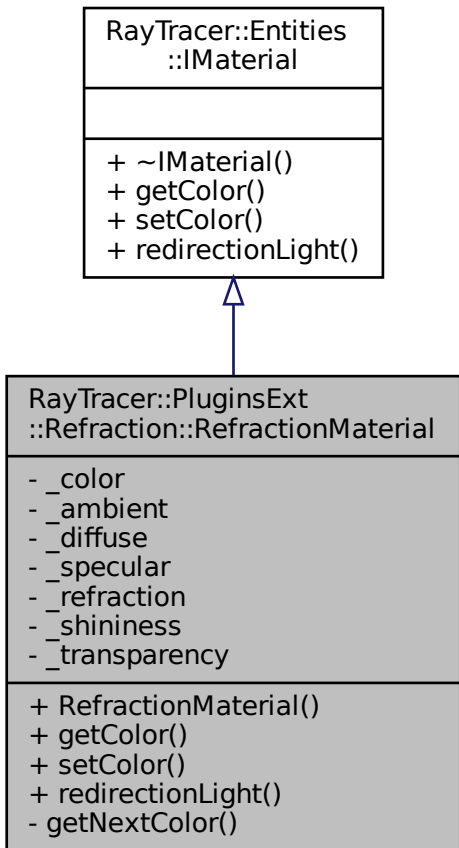 RayTracer::Entities
::IMaterial
+ ~IMaterial()
+ getColor()
+ setColor()
+ redirectionLight()
RayTracer::PluginsExt
::Refraction::RefractionMaterial
- _color
- _ambient
- _diffuse
- _specular
- _refraction
- _shininess
- _transparency
+ RefractionMaterial()
+ getColor()
+ setColor()
+ redirectionLight()
- getNextColor()